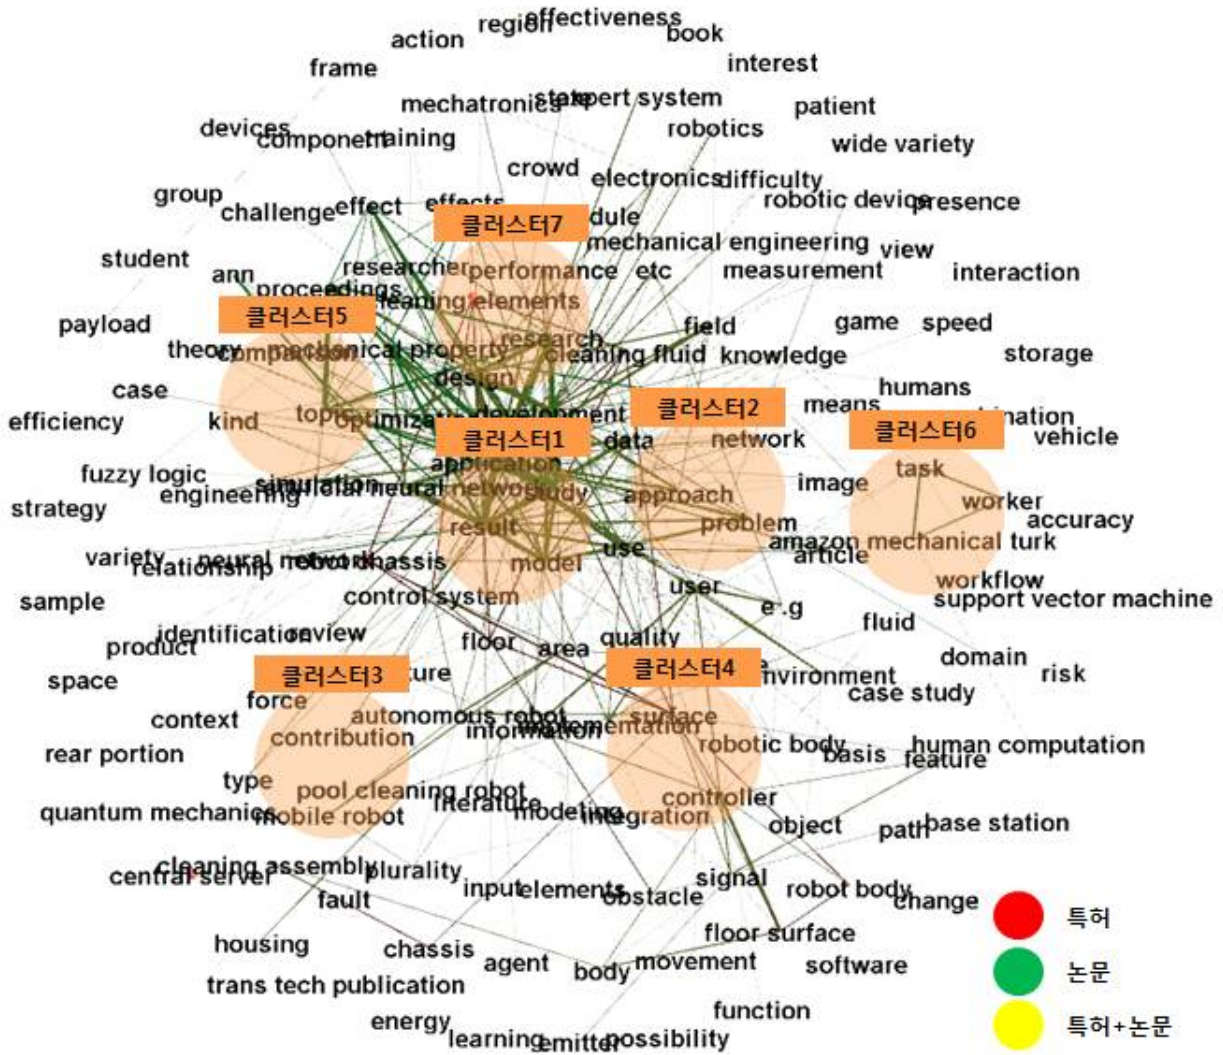 effectiveness
region
book
action
interest
frame
mechatronics
expert system
patient
devices
component
training
robotics
wide variety
crowd
electronics
difficulty
group
challenge
effect
effects
robotic device
presence
클러스터7
dule
mechanical engineering
view
student
ann
researcher
performance
etc
measurement
interaction
proceedings
cleaning elements
클러스터5
payload
field
game
speed
theory
comparison
mechanical property
research
cleaning fluid
knowledge
storage
design
case
humans
클러스터2
means
efficiency
kind
topic
development
클러스터6
nation
클러스터1
data
network
vehicle
application
task
fuzzy logic
simulation
engineering
neural network
study
approach
image
worker
strategy
result
problem
accuracy
use
amazon mechanical turk
article
variety
neural network
chassis
model
relationship
workflow
user
control system
support vector machine
sample
e.g
fluid
identification
review
product
floor
area
quality
domain
클러스터3
클러스터4
ture
risk
space
case study
force
context
autonomous robot
surface
implementation
information
contribution
robotic body
human computation
rear portion
basis
feature
type
pool cleaning robot
controller
literature
quantum mechanics
mobile robot
modeling
integration
object
path
base station
cleaning assembly
central server
plurality
signal
input
elements
obstacle
robot body
fault
change
특허
floor surface
housing
chassis
agent
body
movement
software
논문
trans tech publication
energy
function
특허+논문
learning
emitter
possibility